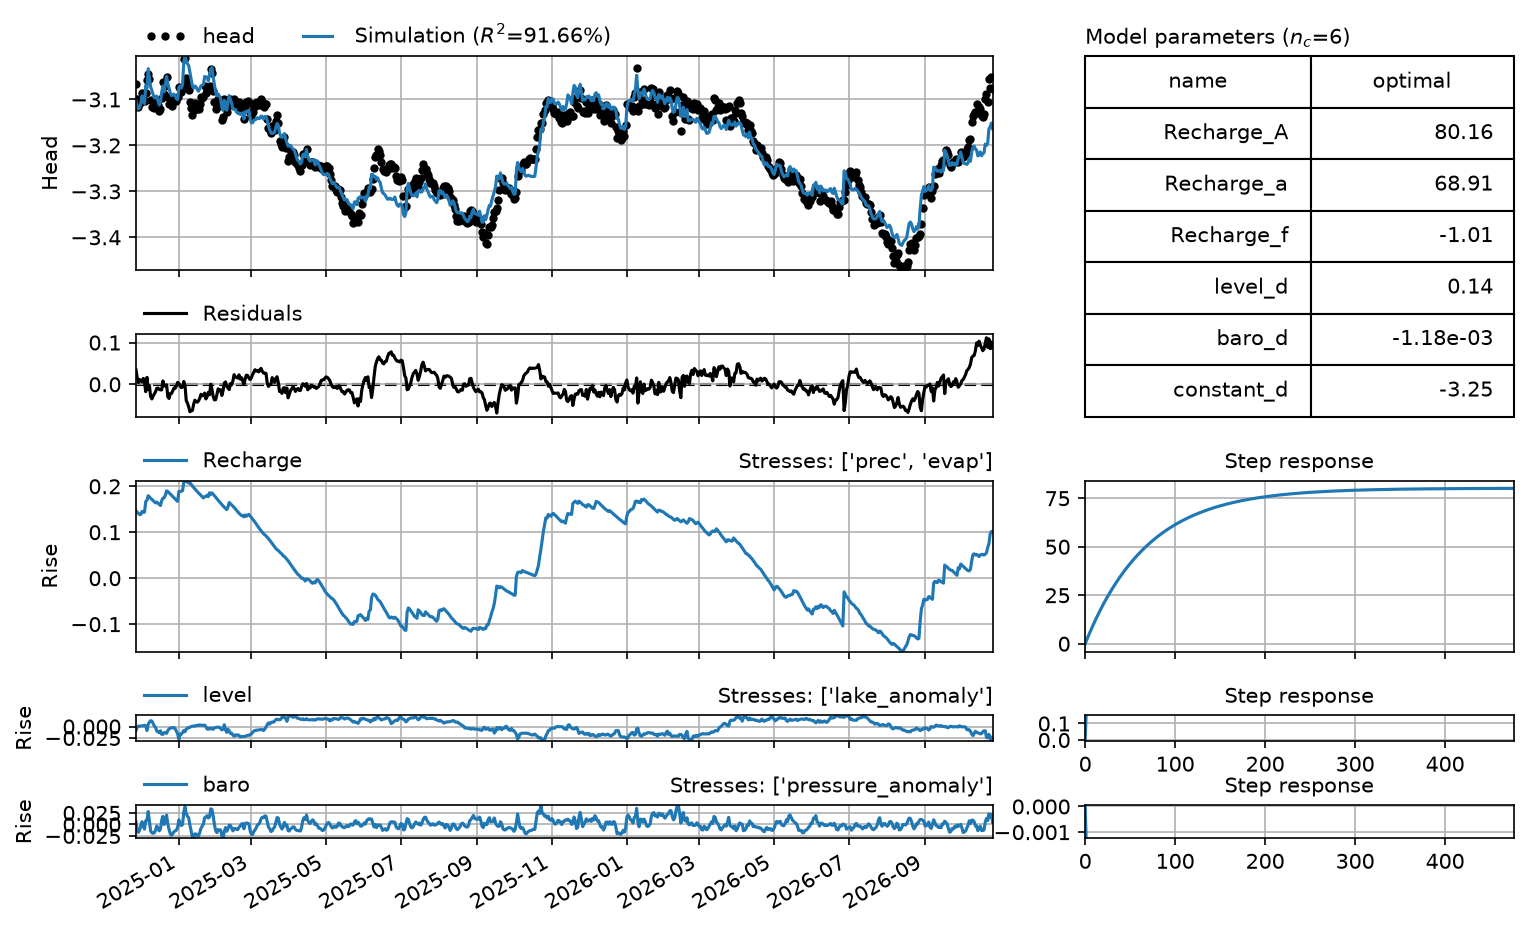 head
Simulation (R²=91.66%)
Head
−3.1
−3.2
−3.3
−3.4
Model parameters (n_c=6)
name optimal
Recharge_A 80.16
Recharge_a 68.91
Recharge_f -1.01
level_d 0.14
baro_d -1.18e-03
constant_d -3.25
Residuals
0.1
0.0
Recharge
Stresses: ['prec', 'evap']
Rise
0.2
0.1
0.0
−0.1
Step response
75
50
25
0
level
Stresses: ['lake_anomaly']
Rise
0.000
−0.025
Step response
0.1
0.0
0 100 200 300 400
baro
Stresses: ['pressure_anomaly']
Rise
0.025
0.000
−0.025
Step response
0.000
−0.001
0 100 200 300 400
2025-01
2025-03
2025-05
2025-07
2025-09
2025-11
2026-01
2026-03
2026-05
2026-07
2026-09